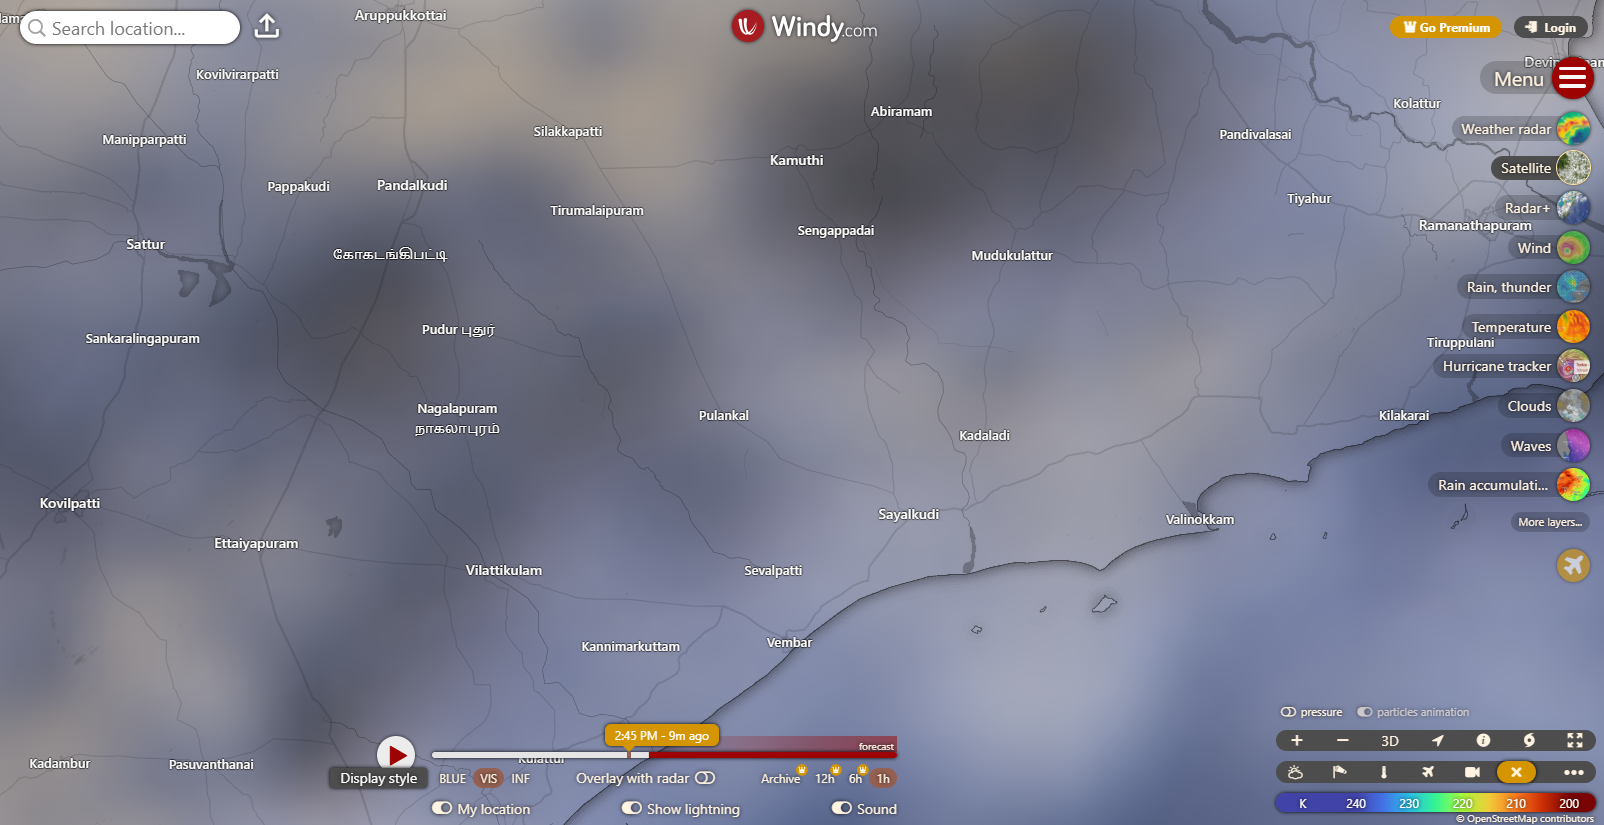 Search location...
Windy.com
Go Premium
Login
Menu
Weather radar
Satellite
Radar+
Wind
Rain, thunder
Temperature
Hurricane tracker
Clouds
Waves
Rain accumulati...
More layers...
Aruppukkottai
Kovilvirarpatti
Manipparpatti
Silakkapatti
Abiramam
Kamuthi
Pandivalasai
Kolattur
Pappakudi
Pandalkudi
Tirumalaipuram
Tiyahur
Sengappadai
Ramanathapuram
Sattur
கோகடங்கிபட்டி
Mudukulattur
Pudur புதுர்
Sankaralingapuram
Tiruppulani
Nagalapuram
நாகலாபுரம்
Pulankal
Kilakarai
Kadaladi
Kovilpatti
Sayalkudi
Valinokkam
Ettaiyapuram
Vilattikulam
Sevalpatti
Kannimarkuttam
Vembar
Kadambur
Pasuvanthanai
Kulattur
2:45 PM - 9m ago
forecast
Display style
BLUE VIS INF
Overlay with radar
Archive 12h 6h 1h
My location
Show lightning
Sound
pressure
particles animation
3D
K 240 230 220 210 200
© OpenStreetMap contributors